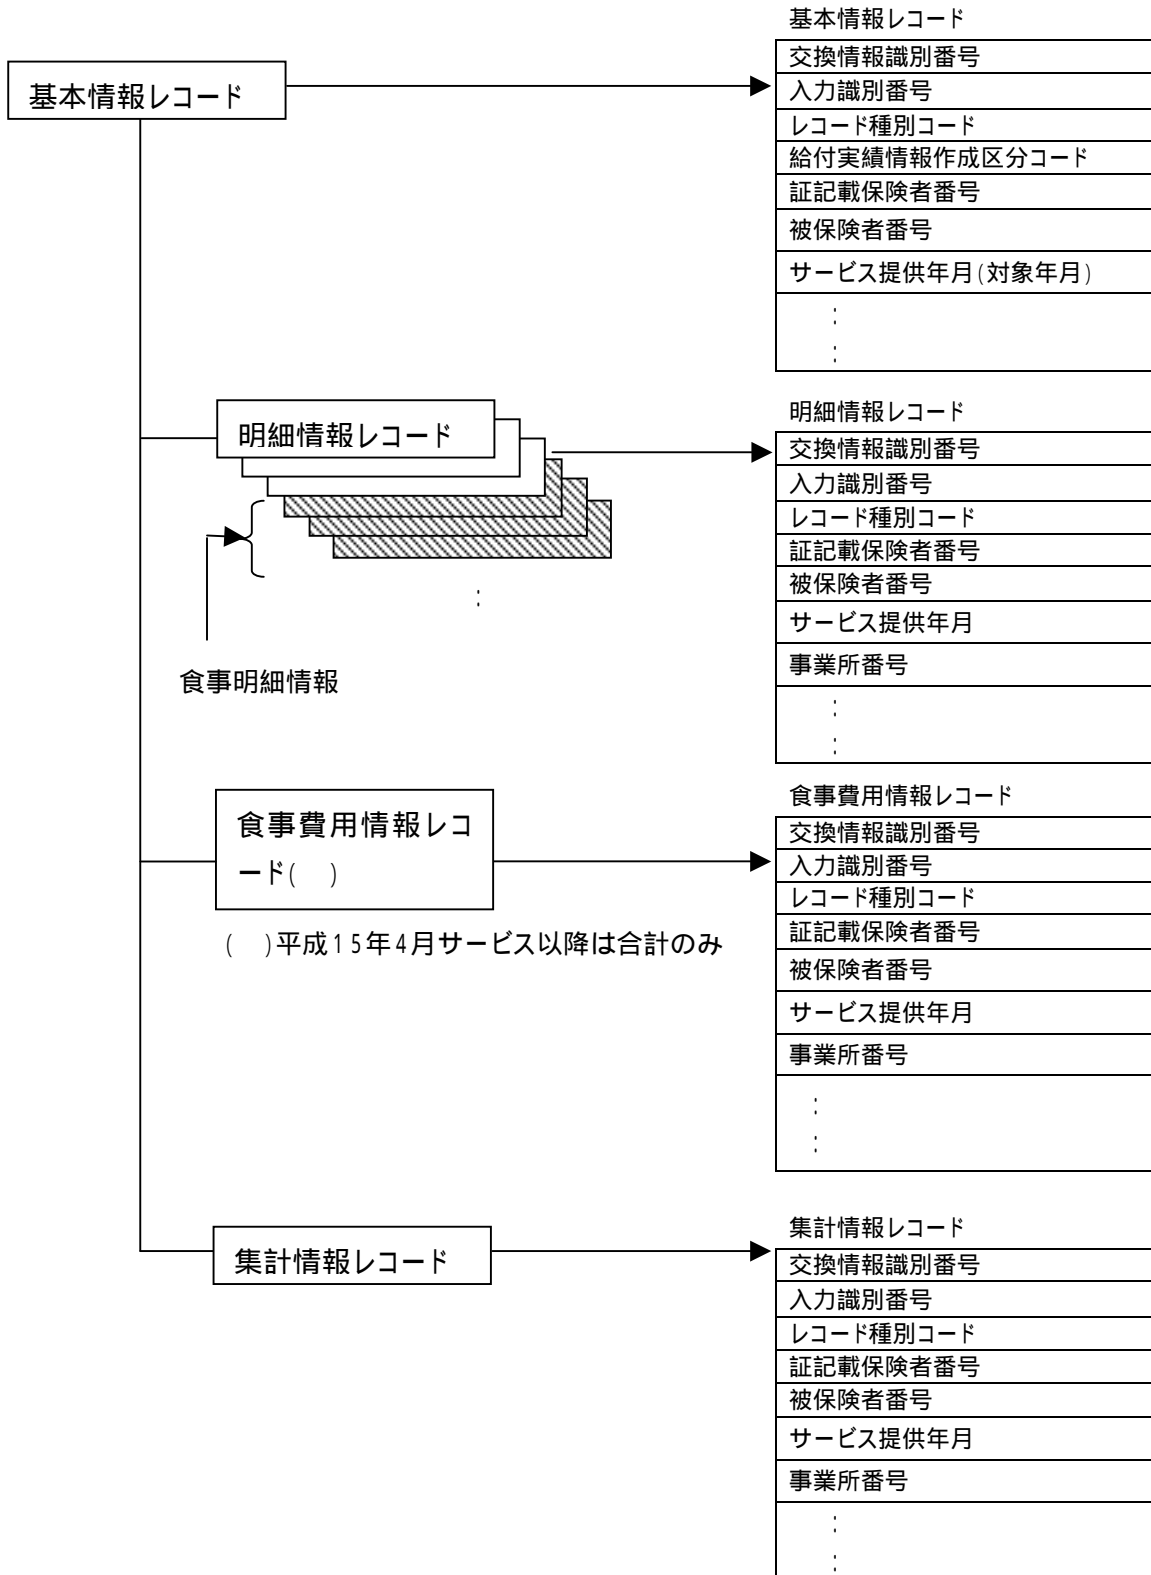 基本情報レコード
基本情報レコード
交換情報識別番号
入力識別番号
レコード種別コード
給付実績情報作成区分コード
証記載保険者番号
被保険者番号
サービス提供年月(対象年月)
:
:
明細情報レコード
食事明細情報
:
明細情報レコード
交換情報識別番号
入力識別番号
レコード種別コード
証記載保険者番号
被保険者番号
サービス提供年月
事業所番号
:
:
食事費用情報レコ
ード(　)
(　)平成15年4月サービス以降は合計のみ
食事費用情報レコード
交換情報識別番号
入力識別番号
レコード種別コード
証記載保険者番号
被保険者番号
サービス提供年月
事業所番号
:
:
集計情報レコード
集計情報レコード
交換情報識別番号
入力識別番号
レコード種別コード
証記載保険者番号
被保険者番号
サービス提供年月
事業所番号
:
: